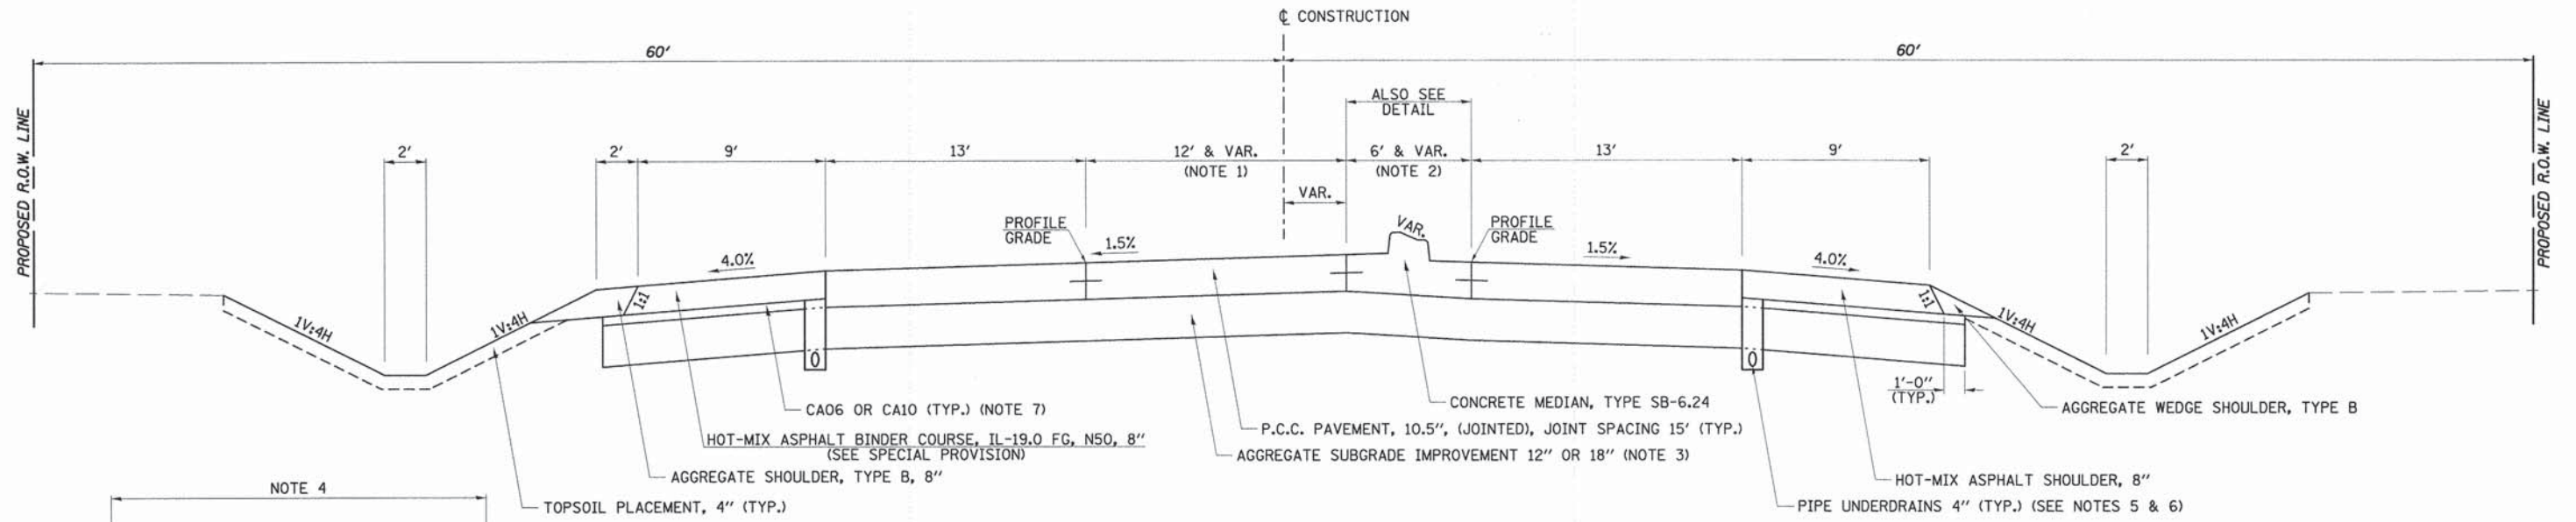 ℄ CONSTRUCTION
60'
60'
PROPOSED R.O.W. LINE
PROPOSED R.O.W. LINE
ALSO SEE
DETAIL
2'
2'
9'
13'
12' & VAR.
(NOTE 1)
6' & VAR.
(NOTE 2)
13'
9'
2'
VAR.
PROFILE
GRADE
1.5%
VAR.
PROFILE
GRADE
1.5%
4.0%
4.0%
1:1
1:1
1V:4H
1V:4H
1V:4H
1V:4H
1'-0"
(TYP.)
CA06 OR CA10 (TYP.) (NOTE 7)
CONCRETE MEDIAN, TYPE SB-6.24
AGGREGATE WEDGE SHOULDER, TYPE B
HOT-MIX ASPHALT BINDER COURSE, IL-19.0 FG, N50, 8"
(SEE SPECIAL PROVISION)
P.C.C. PAVEMENT, 10.5", (JOINTED), JOINT SPACING 15' (TYP.)
AGGREGATE SUBGRADE IMPROVEMENT 12" OR 18" (NOTE 3)
AGGREGATE SHOULDER, TYPE B, 8"
HOT-MIX ASPHALT SHOULDER, 8"
NOTE 4
TOPSOIL PLACEMENT, 4" (TYP.)
PIPE UNDERDRAINS 4" (TYP.) (SEE NOTES 5 & 6)